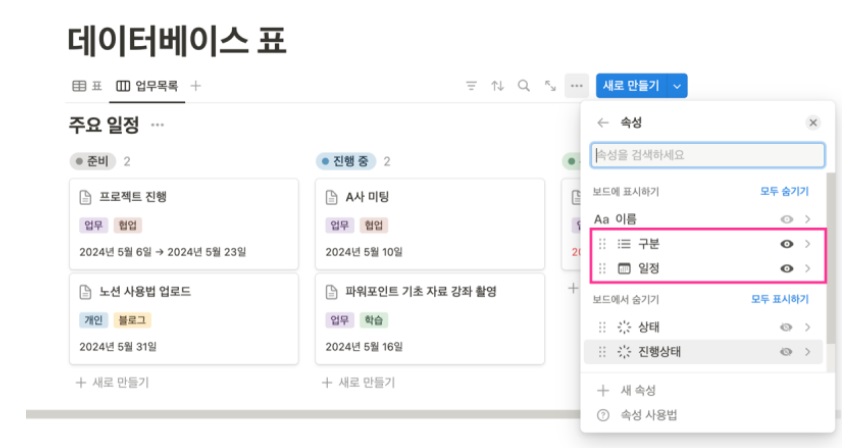 데이터베이스 표
표 업무목록
새로 만들기
주요 일정
준비 2
진행 중 2
프로젝트 진행
업무 협업
2024년 5월 6일 → 2024년 5월 23일
A사 미팅
업무 협업
2024년 5월 10일
노션 사용법 업로드
개인 블로그
2024년 5월 31일
파워포인트 기초 자료 강좌 촬영
업무 학습
2024년 5월 16일
+ 새로 만들기
+ 새로 만들기
속성
속성을 검색하세요
보드에 표시하기 모두 숨기기
Aa 이름
구분
일정
보드에서 숨기기 모두 표시하기
상태
진행상태
+ 새 속성
속성 사용법